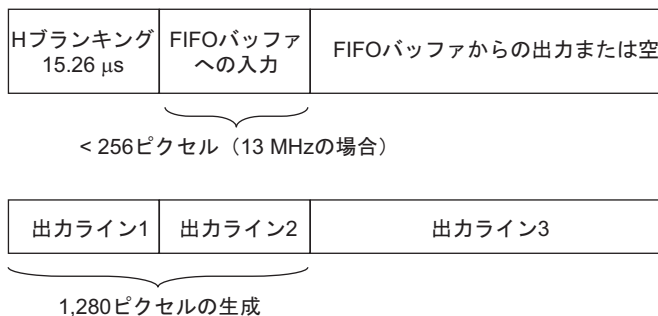 Hブランキング
15.26 μs
FIFOバッファ
への入力
FIFOバッファからの出力または空
< 256ピクセル（13 MHzの場合）
出力ライン1
出力ライン2
出力ライン3
1,280ピクセルの生成